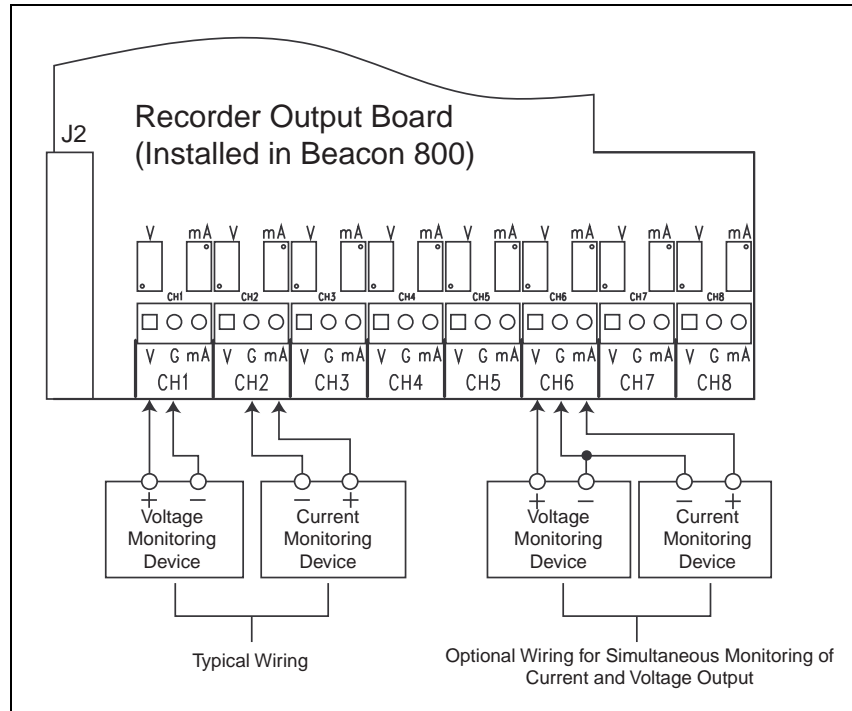 Recorder Output Board
(Installed in Beacon 800)
J2
V mA V mA V mA V mA V mA V mA V mA V mA
CH1 CH2 CH3 CH4 CH5 CH6 CH7 CH8
V G mA V G mA V G mA V G mA V G mA V G mA V G mA V G mA
CH1 CH2 CH3 CH4 CH5 CH6 CH7 CH8
+ − − + + − − +
Voltage
Monitoring
Device
Current
Monitoring
Device
Voltage
Monitoring
Device
Current
Monitoring
Device
Typical Wiring
Optional Wiring for Simultaneous Monitoring of
Current and Voltage Output